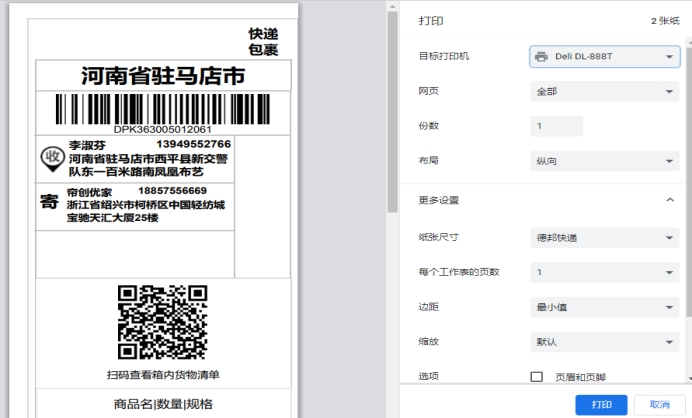 快递
包裹
河南省驻马店市
DPK363005012061
收
李淑芬 13949552766
河南省驻马店市西平县新交警
队东一百米路南凤凰布艺
寄
帘创优家 18857556669
浙江省绍兴市柯桥区中国轻纺城
宝驰天汇大厦25楼
扫码查看箱内货物清单
商品名|数量|规格
打印 2 张纸
目标打印机 Deli DL-888T
网页 全部
份数 1
布局 纵向
更多设置
纸张尺寸 德邦快递
每个工作表的页数 1
边距 最小值
缩放 默认
选项 页眉和页脚
打印 取消